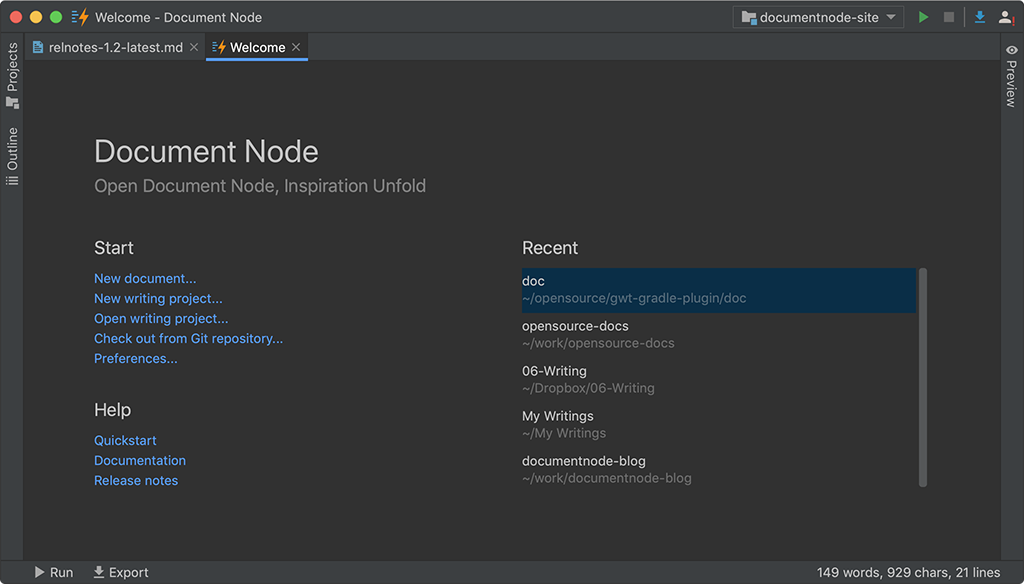 Welcome - Document Node
documentnode-site
relnotes-1.2-latest.md
Welcome
Projects
Outline
Preview
Document Node
Open Document Node, Inspiration Unfold
Start
New document...
New writing project...
Open writing project...
Check out from Git repository...
Preferences...
Help
Quickstart
Documentation
Release notes
Recent
doc
~/opensource/gwt-gradle-plugin/doc
opensource-docs
~/work/opensource-docs
06-Writing
~/Dropbox/06-Writing
My Writings
~/My Writings
documentnode-blog
~/work/documentnode-blog
Run
Export
149 words, 929 chars, 21 lines